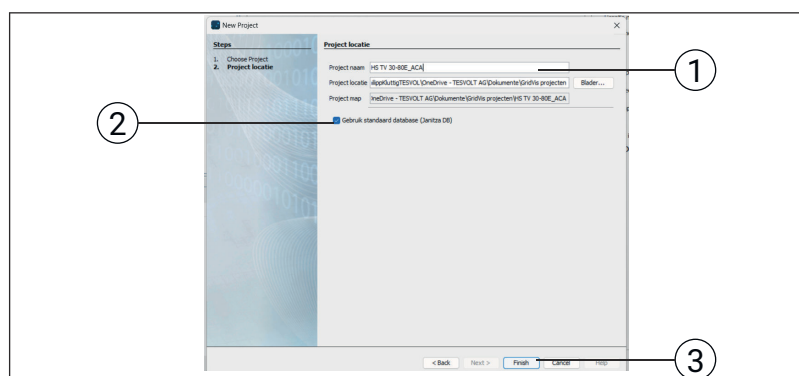 New Project
Steps
1. Choose Project
2. Project locatie
Project locatie
Project naam HS TV 30-80E_ACA
Project locatie ilippKluttigTESVOL\OneDrive - TESVOLT AG\Dokumente\GridVis projecten Blader...
Project map OneDrive - TESVOLT AG\Dokumente\GridVis projecten\HS TV 30-80E_ACA
Gebruik standaard database (Janitza DB)
< Back Next > Finish Cancel Help
1
2
3